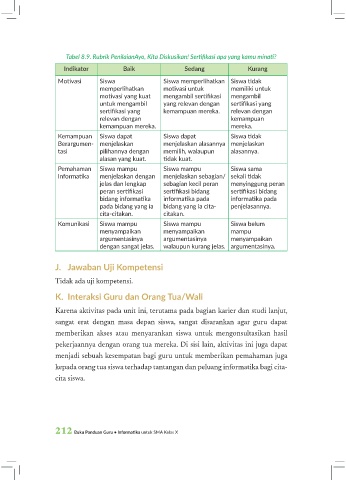 Tabel 8.9. Rubrik PenilaianAyo, Kita Diskusikan! Sertifikasi apa yang kamu minati?
Indikator Baik Sedang Kurang
Motivasi Siswa Siswa memperlihatkan Siswa tidak
memperlihatkan motivasi untuk memiliki untuk
motivasi yang kuat mengambil sertifikasi mengambil
untuk mengambil yang relevan dengan sertifikasi yang
sertifikasi yang kemampuan mereka. relevan dengan
relevan dengan kemampuan
kemampuan mereka. mereka.
Kemampuan Siswa dapat Siswa dapat Siswa tidak
Berargumen- menjelaskan menjelaskan alasannya menjelaskan
tasi pilihannya dengan memilih, walaupun alasannya.
alasan yang kuat. tidak kuat.
Pemahaman Siswa mampu Siswa mampu Siswa sama
Informatika menjelaskan dengan menjelaskan sebagian/ sekali tidak
jelas dan lengkap sebagian kecil peran menyinggung peran
peran sertifikasi sertifikasi bidang sertifikasi bidang
bidang informatika informatika pada informatika pada
pada bidang yang ia bidang yang ia cita- penjelasannya.
cita-citakan. citakan.
Komunikasi Siswa mampu Siswa mampu Siswa belum
menyampaikan menyampaikan mampu
argumentasinya argumentasinya menyampaikan
dengan sangat jelas. walaupun kurang jelas. argumentasinya.
J. Jawaban Uji Kompetensi
Tidak ada uji kompetensi.
K. Interaksi Guru dan Orang Tua/Wali
Karena aktivitas pada unit ini, terutama pada bagian karier dan studi lanjut,
sangat erat dengan masa depan siswa, sangat disarankan agar guru dapat
memberikan akses atau menyarankan siswa untuk mengonsultasikan hasil
pekerjaannya dengan orang tua mereka. Di sisi lain, aktivitas ini juga dapat
menjadi sebuah kesempatan bagi guru untuk memberikan pemahaman juga
kepada orang tua siswa terhadap tantangan dan peluang informatika bagi cita-
cita siswa.
212 Buku Panduan Guru • Informatika untuk SMA Kelas X